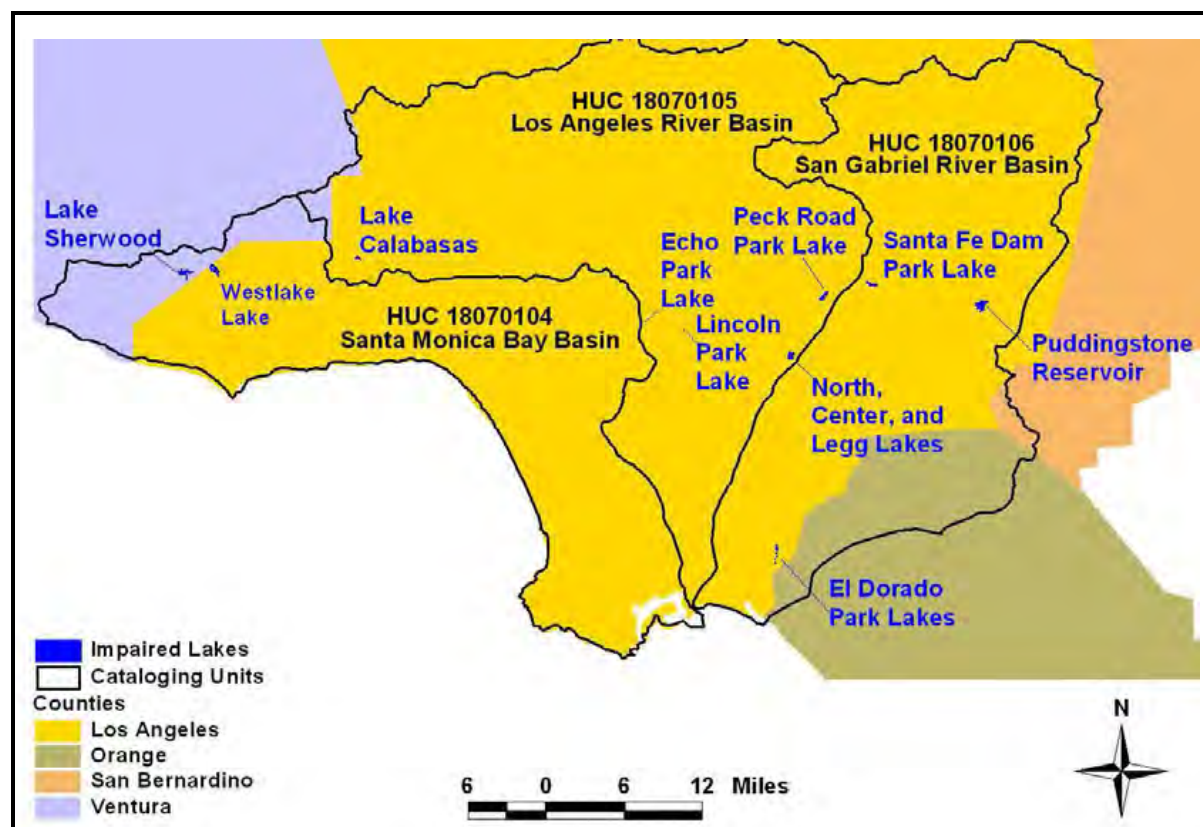 HUC 18070105
Los Angeles River Basin
HUC 18070106
San Gabriel River Basin
Lake
Sherwood
Lake
Calabasas
Peck Road
Park Lake
Echo
Park
Lake
Santa Fe Dam
Park Lake
Westlake
Lake
HUC 18070104
Santa Monica Bay Basin
Lincoln
Park
Lake
Puddingstone
Reservoir
North,
Center, and
Legg Lakes
El Dorado
Park Lakes
Impaired Lakes
Cataloging Units
Counties
Los Angeles
Orange
San Bernardino
Ventura
6 0 6 12 Miles
N